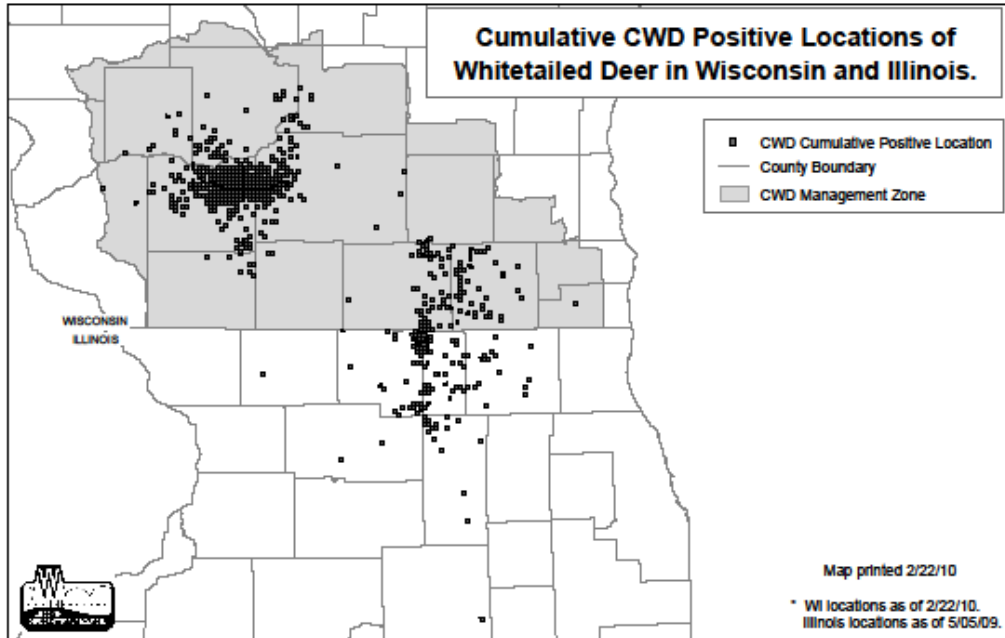 Cumulative CWD Positive Locations of
Whitetailed Deer in Wisconsin and Illinois.
CWD Cumulative Positive Location
County Boundary
CWD Management Zone
WISCONSIN
ILLINOIS
Map printed 2/22/10
* WI locations as of 2/22/10.
Illinois locations as of 5/05/09.